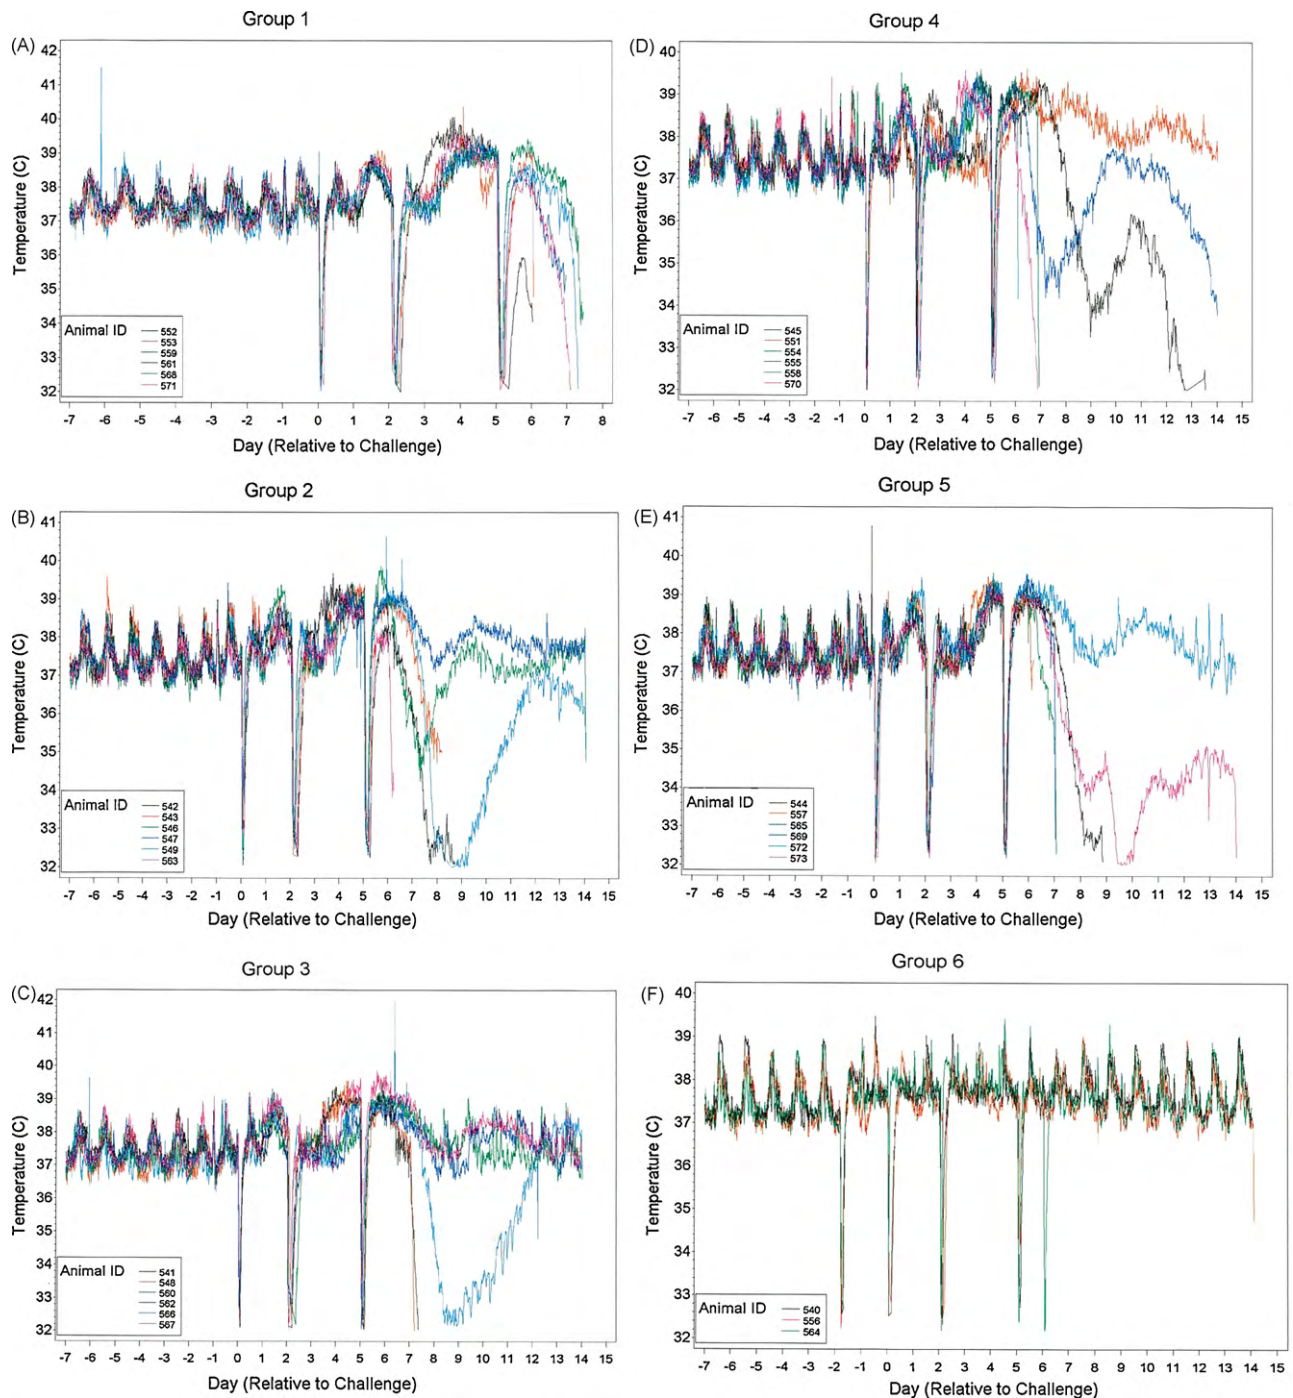 Group 1
(A)
42
41
40
39
38
37
36
35
34
33
32
Temperature (C)
Animal ID
552
553
559
561
568
571
-7 -6 -5 -4 -3 -2 -1 0 1 2 3 4 5 6 7 8
Day (Relative to Challenge)
Group 2
(B)
41
40
39
38
37
36
35
34
33
32
Temperature (C)
Animal ID
542
543
546
547
549
563
-7 -6 -5 -4 -3 -2 -1 0 1 2 3 4 5 6 7 8 9 10 11 12 13 14 15
Day (Relative to Challenge)
Group 3
(C)
42
41
40
39
38
37
36
35
34
33
32
Temperature (C)
Animal ID
541
548
560
562
566
567
-7 -6 -5 -4 -3 -2 -1 0 1 2 3 4 5 6 7 8 9 10 11 12 13 14 15
Day (Relative to Challenge)
Group 4
(D)
40
39
38
37
36
35
34
33
32
Temperature (C)
Animal ID
545
551
554
555
558
570
-7 -6 -5 -4 -3 -2 -1 0 1 2 3 4 5 6 7 8 9 10 11 12 13 14 15
Day (Relative to Challenge)
Group 5
(E)
41
40
39
38
37
36
35
34
33
32
Temperature (C)
Animal ID
544
557
565
569
572
573
-7 -6 -5 -4 -3 -2 -1 0 1 2 3 4 5 6 7 8 9 10 11 12 13 14 15
Day (Relative to Challenge)
Group 6
(F)
40
39
38
37
36
35
34
33
32
Temperature (C)
Animal ID
540
556
564
-7 -6 -5 -4 -3 -2 -1 0 1 2 3 4 5 6 7 8 9 10 11 12 13 14 15
Day (Relative to Challenge)